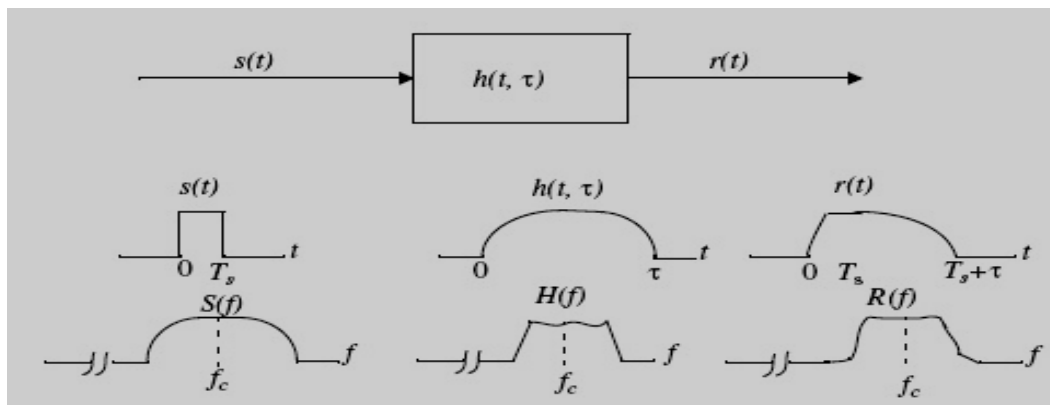 s(t) h(t, τ) r(t)
s(t) h(t, τ) r(t)
0 T_s t 0 τ t 0 T_s T_s+τ t
S(f) H(f) R(f)
f f f
f_c f_c f_c